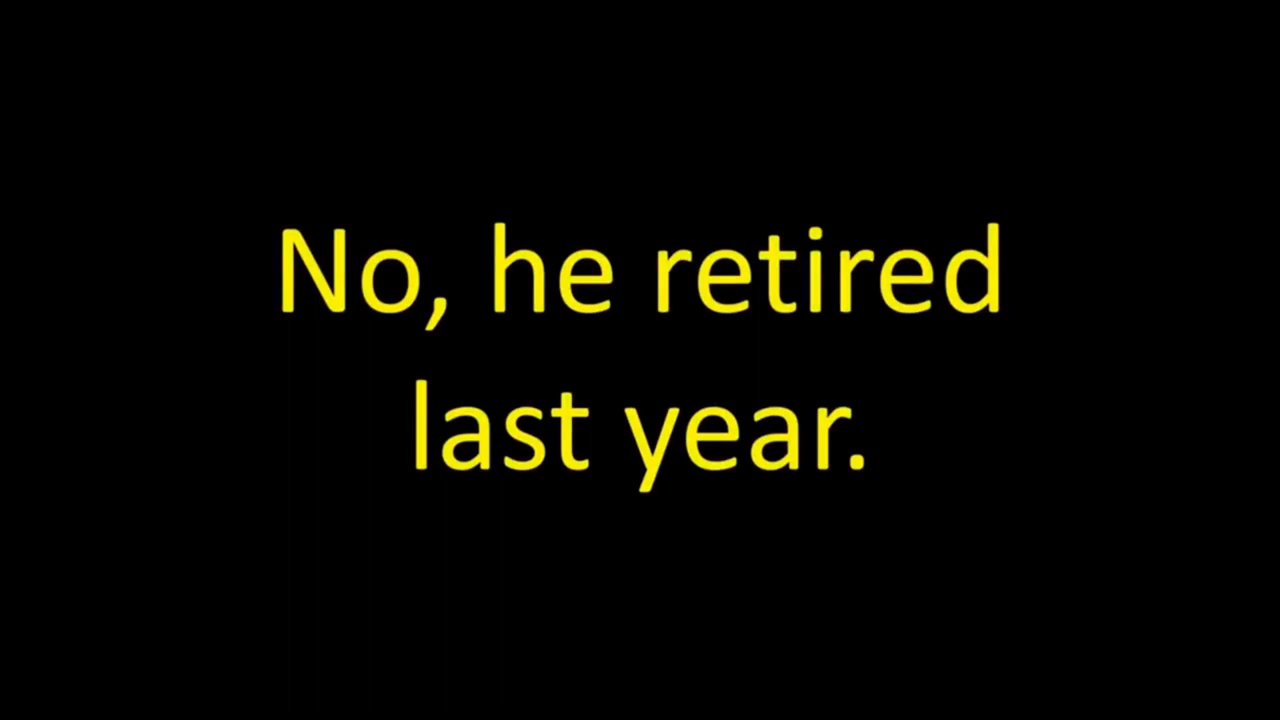 No, he retired
last year.